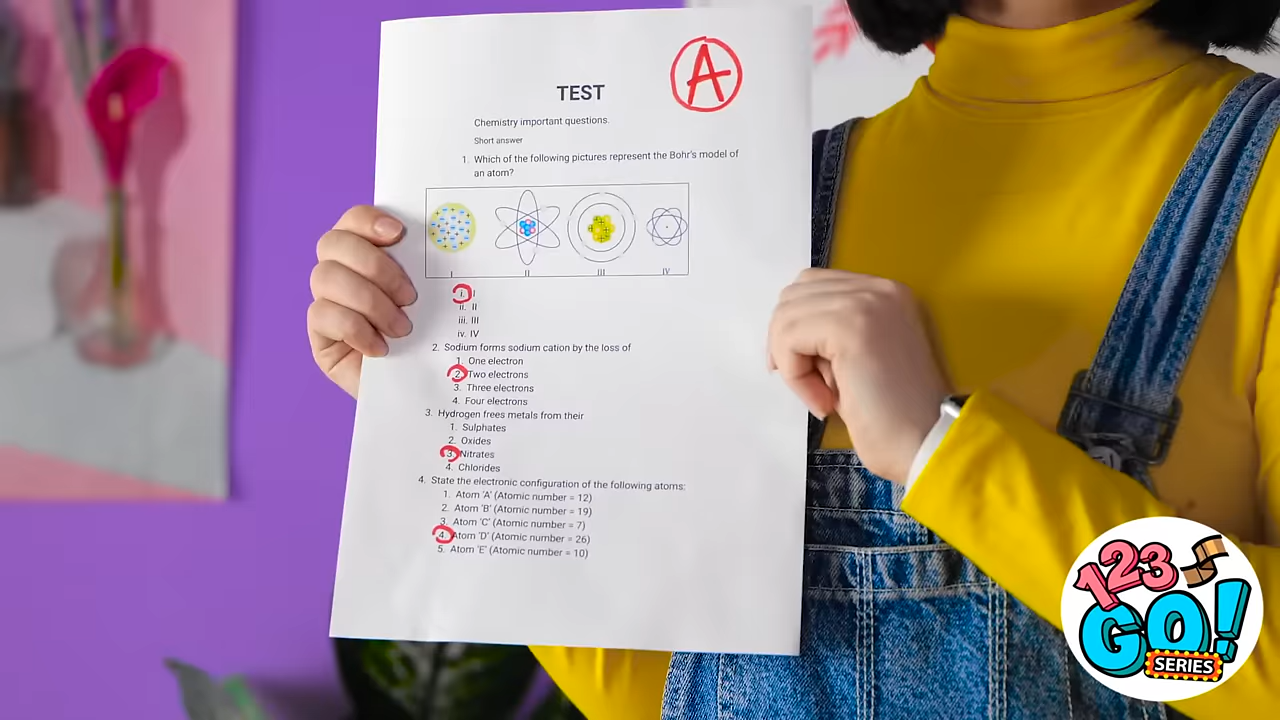 TEST
A
Chemistry important questions.
Short answer
1. Which of the following pictures represent the Bohr's model of
an atom?
I II III IV
i. I
ii. II
iii. III
iv. IV
2. Sodium forms sodium cation by the loss of
1. One electron
2. Two electrons
3. Three electrons
4. Four electrons
3. Hydrogen frees metals from their
1. Sulphates
2. Oxides
3. Nitrates
4. Chlorides
4. State the electronic configuration of the following atoms:
1. Atom 'A' (Atomic number = 12)
2. Atom 'B' (Atomic number = 19)
3. Atom 'C' (Atomic number = 7)
4. Atom 'D' (Atomic number = 26)
5. Atom 'E' (Atomic number = 10)
123
GO!
SERIES